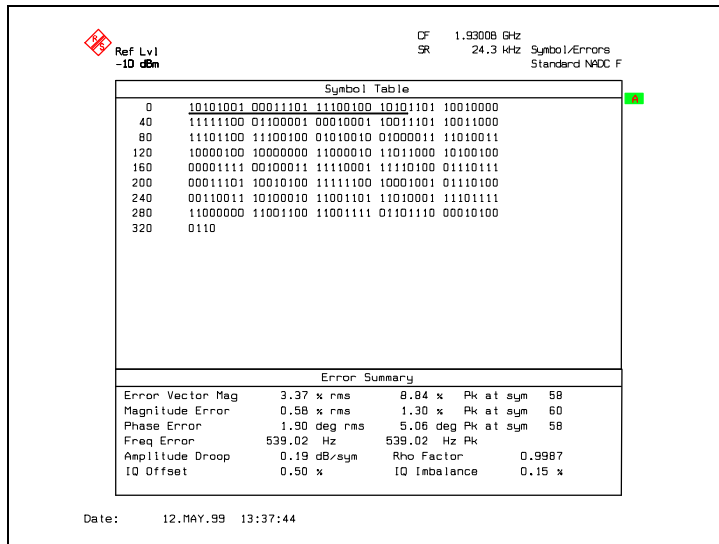 R S
CF 1.93008 GHz
Ref Lvl SR 24.3 kHz Symbol/Errors
-10 dBm Standard NADC F
Symbol Table
A
0 10101001 00011101 11100100 10101101 10010000
40 11111100 01100001 00010001 10011101 10011000
80 11101100 11100100 01010010 01000011 11010011
120 10000100 10000000 11000010 11011000 10100100
160 00001111 00100011 11110001 11110100 01110111
200 00011101 10010100 11111100 10001001 01110100
240 00110011 10100010 11001101 11010001 11101111
280 11000000 11001100 11001111 01101110 00010100
320 0110
Error Summary
Error Vector Mag 3.37 % rms 8.84 % Pk at sym 58
Magnitude Error 0.58 % rms 1.30 % Pk at sym 60
Phase Error 1.90 deg rms 5.06 deg Pk at sym 58
Freq Error 539.02 Hz 539.02 Hz Pk
Amplitude Droop 0.19 dB/sym Rho Factor 0.9987
IQ Offset 0.50 % IQ Imbalance 0.15 %
Date: 12.MAY.99 13:37:44